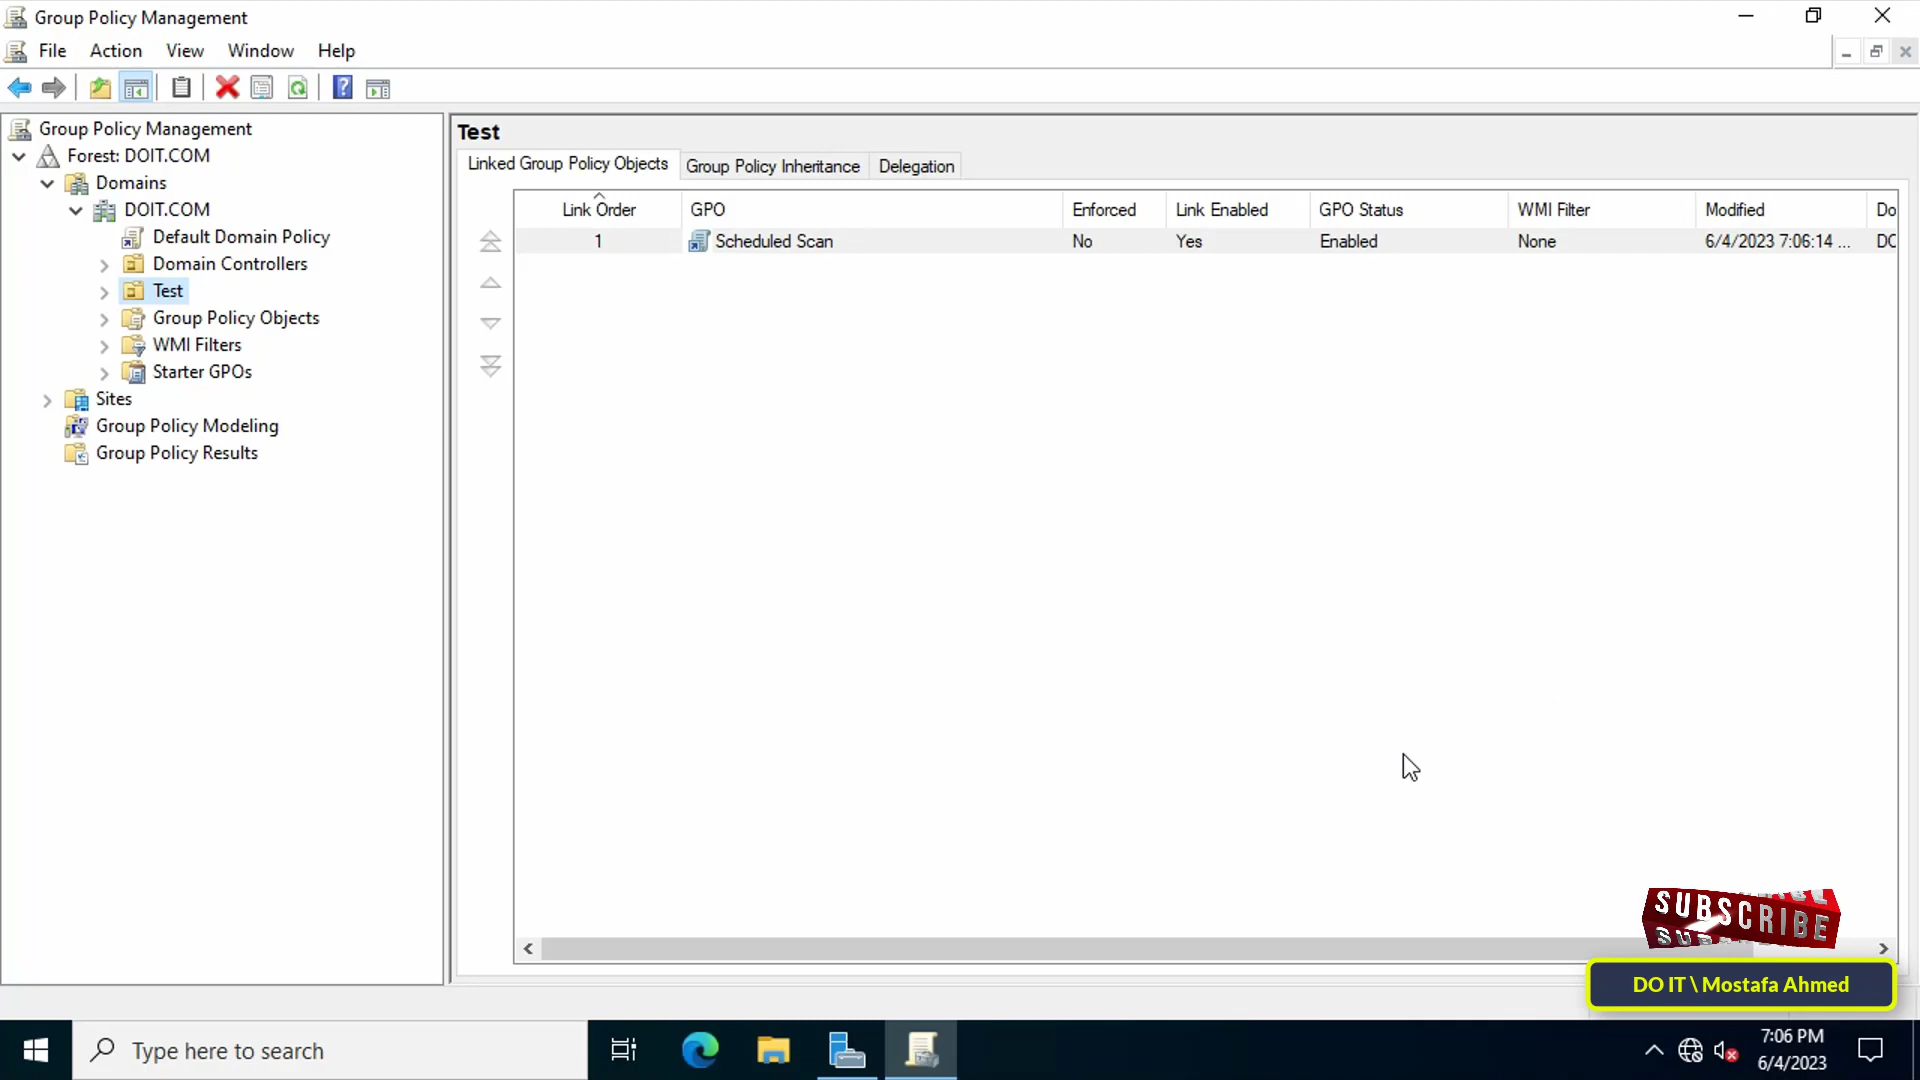 Group Policy Management
File Action View Window Help
Group Policy Management
Forest: DOIT.COM
Domains
DOIT.COM
Default Domain Policy
Domain Controllers
Test
Group Policy Objects
WMI Filters
Starter GPOs
Sites
Group Policy Modeling
Group Policy Results
Test
Linked Group Policy Objects Group Policy Inheritance Delegation
Link Order GPO Enforced Link Enabled GPO Status WMI Filter Modified Do
1 Scheduled Scan No Yes Enabled None 6/4/2023 7:06:14 ... DO
SUBSCRIBE
DO IT \ Mostafa Ahmed
Type here to search
7:06 PM
6/4/2023